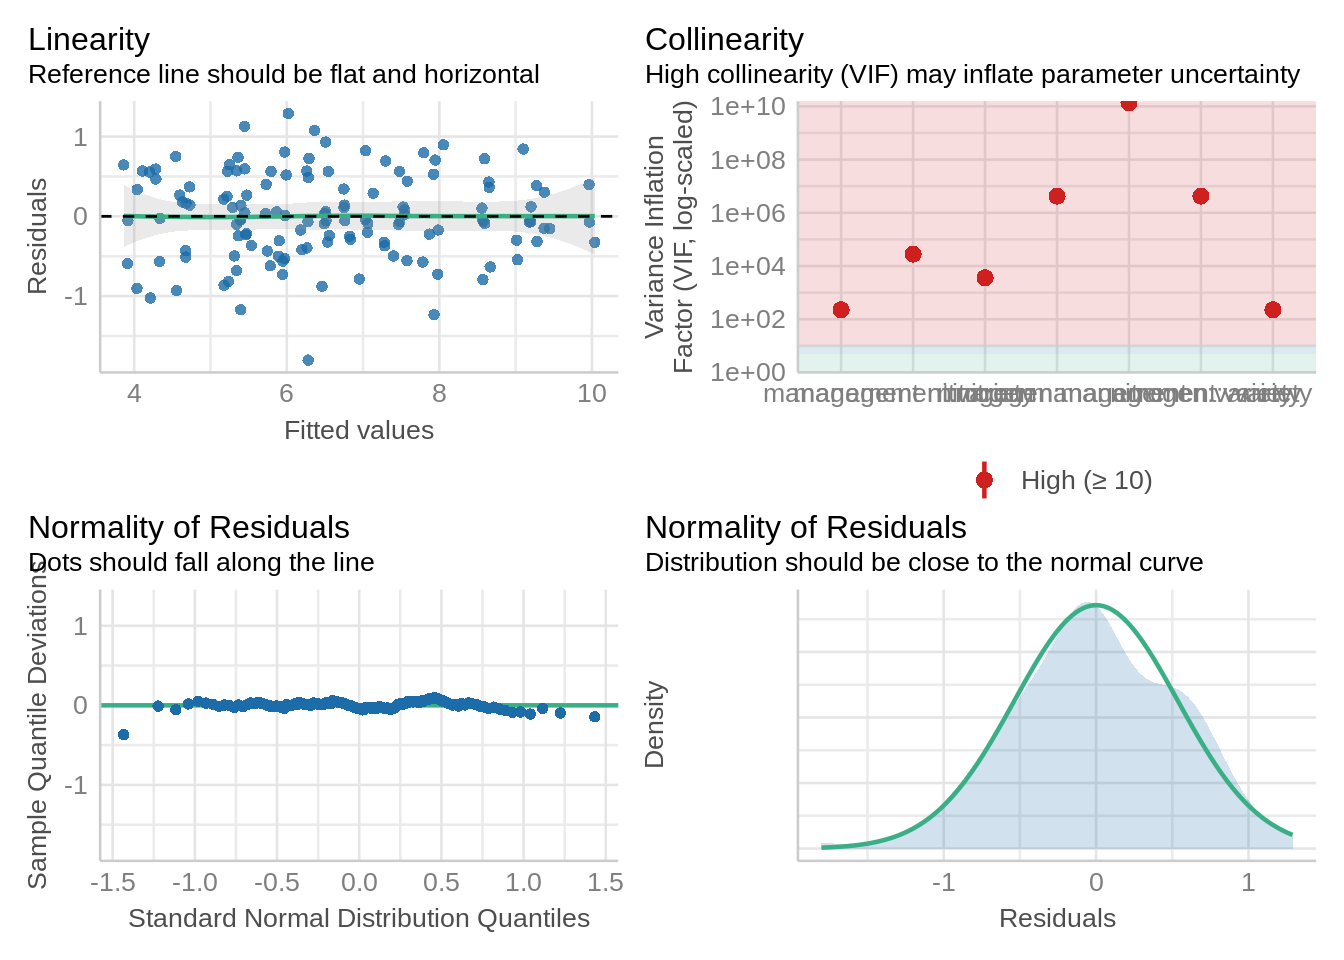 Linearity
Reference line should be flat and horizontal
Residuals
1
0
-1
4
6
8
10
Fitted values
Collinearity
High collinearity (VIF) may inflate parameter uncertainty
Variance Inflation
Factor (VIF, log-scaled)
1e+10
1e+08
1e+06
1e+04
1e+02
1e+00
High (≥ 10)
Normality of Residuals
Dots should fall along the line
Sample Quantile Deviations
1
0
-1
-1.5
-1.0
-0.5
0.0
0.5
1.0
1.5
Standard Normal Distribution Quantiles
Normality of Residuals
Distribution should be close to the normal curve
Density
-1
0
1
Residuals